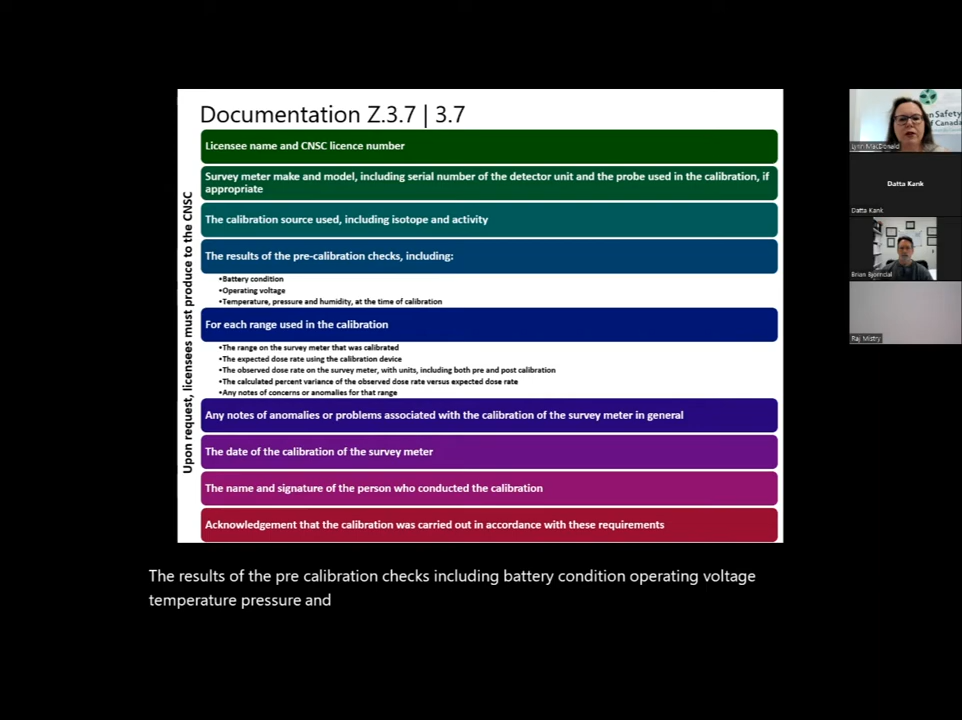 Documentation Z.3.7 | 3.7
Upon request, licensees must produce to the CNSC
Licensee name and CNSC licence number
Survey meter make and model, including serial number of the detector unit and the probe used in the calibration, if
appropriate
The calibration source used, including isotope and activity
The results of the pre-calibration checks, including:
•Battery condition
•Operating voltage
•Temperature, pressure and humidity, at the time of calibration
For each range used in the calibration
•The range on the survey meter that was calibrated
•The expected dose rate using the calibration device
•The observed dose rate on the survey meter, with units, including both pre and post calibration
•The calculated percent variance of the observed dose rate versus expected dose rate
•Any notes of concerns or anomalies for that range
Any notes of anomalies or problems associated with the calibration of the survey meter in general
The date of the calibration of the survey meter
The name and signature of the person who conducted the calibration
Acknowledgement that the calibration was carried out in accordance with these requirements
The results of the pre calibration checks including battery condition operating voltage
temperature pressure and
on Safety
of Canada
Lynn MacDonald
Datta Kank
Datta Kank
Brian Bjorndal
Raj Mistry